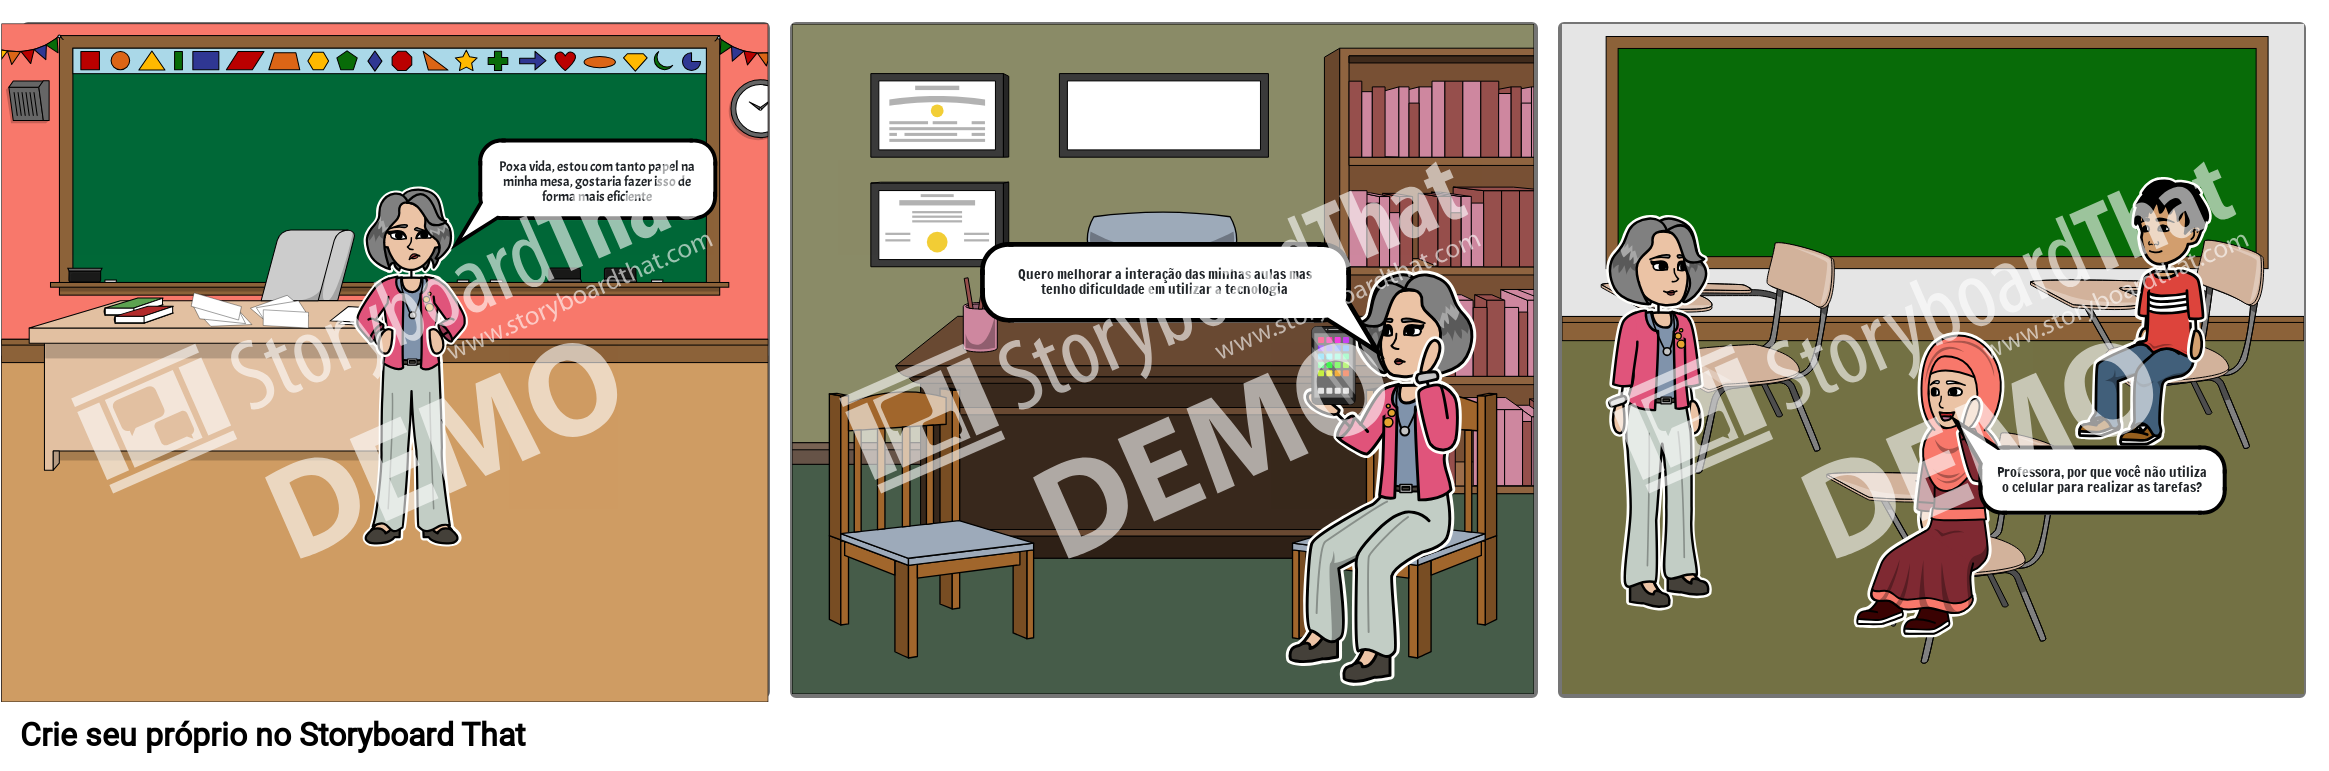 Poxa vida, estou com tanto papel na
minha mesa, gostaria fazer isso de
forma mais eficiente
StoryboardThat
www.storyboardthat.com
DEMO
Quero melhorar a interação das minhas aulas mas
tenho dificuldade em utilizar a tecnologia
StoryboardThat
www.storyboardthat.com
DEMO
Professora, por que você não utiliza
o celular para realizar as tarefas?
StoryboardThat
www.storyboardthat.com
DEMO
Crie seu próprio no Storyboard That